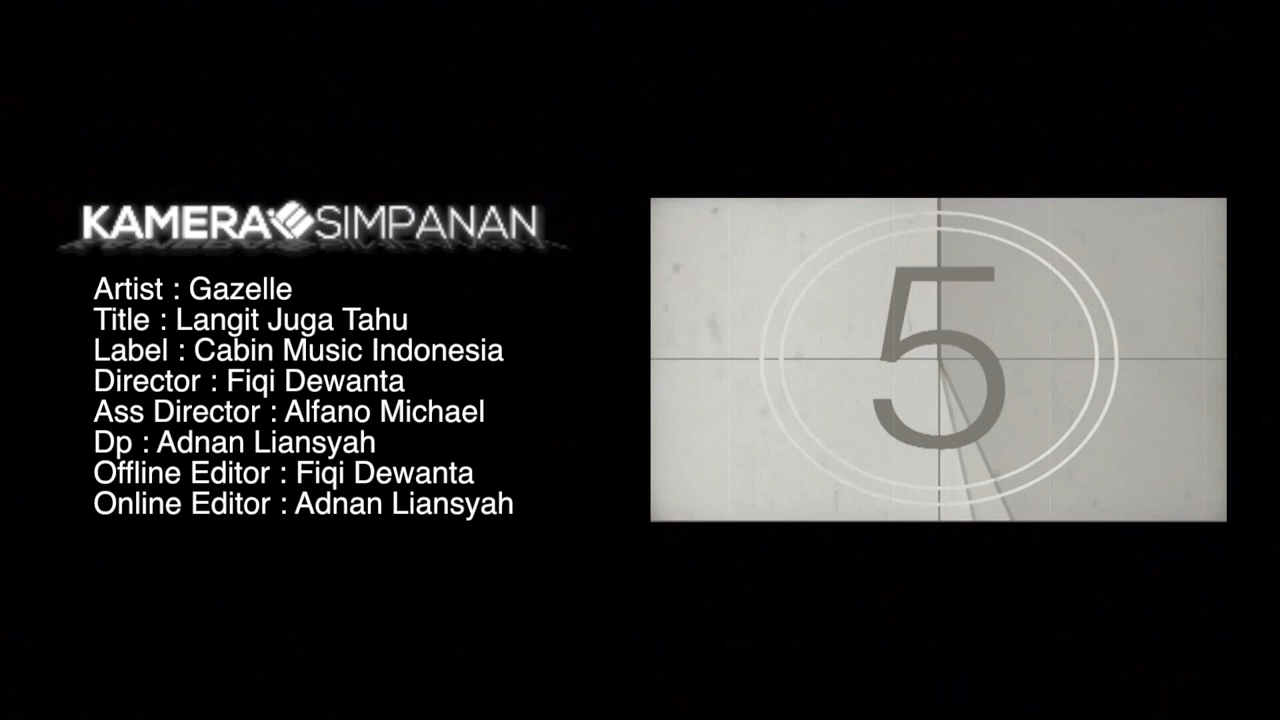 KAMERA SIMPANAN
Artist : Gazelle
Title : Langit Juga Tahu
Label : Cabin Music Indonesia
Director : Fiqi Dewanta
Ass Director : Alfano Michael
Dp : Adnan Liansyah
Offline Editor : Fiqi Dewanta
Online Editor : Adnan Liansyah
5